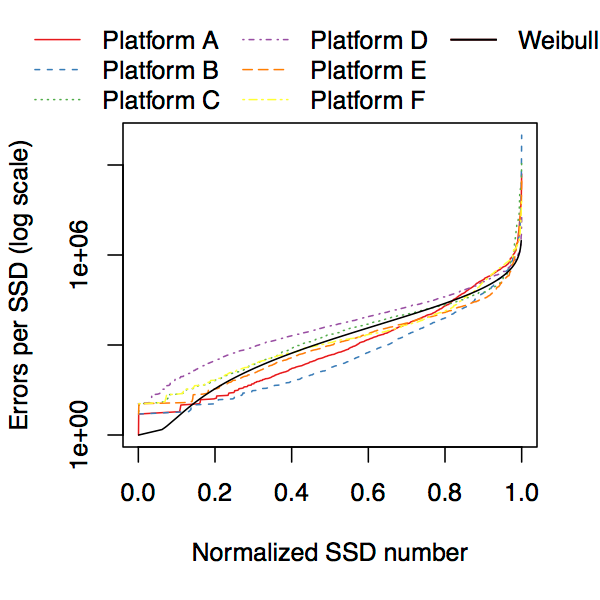 Platform A Platform D Weibull
Platform B Platform E
Platform C Platform F
Errors per SSD (log scale)
1e+06
1e+00
0.0 0.2 0.4 0.6 0.8 1.0
Normalized SSD number